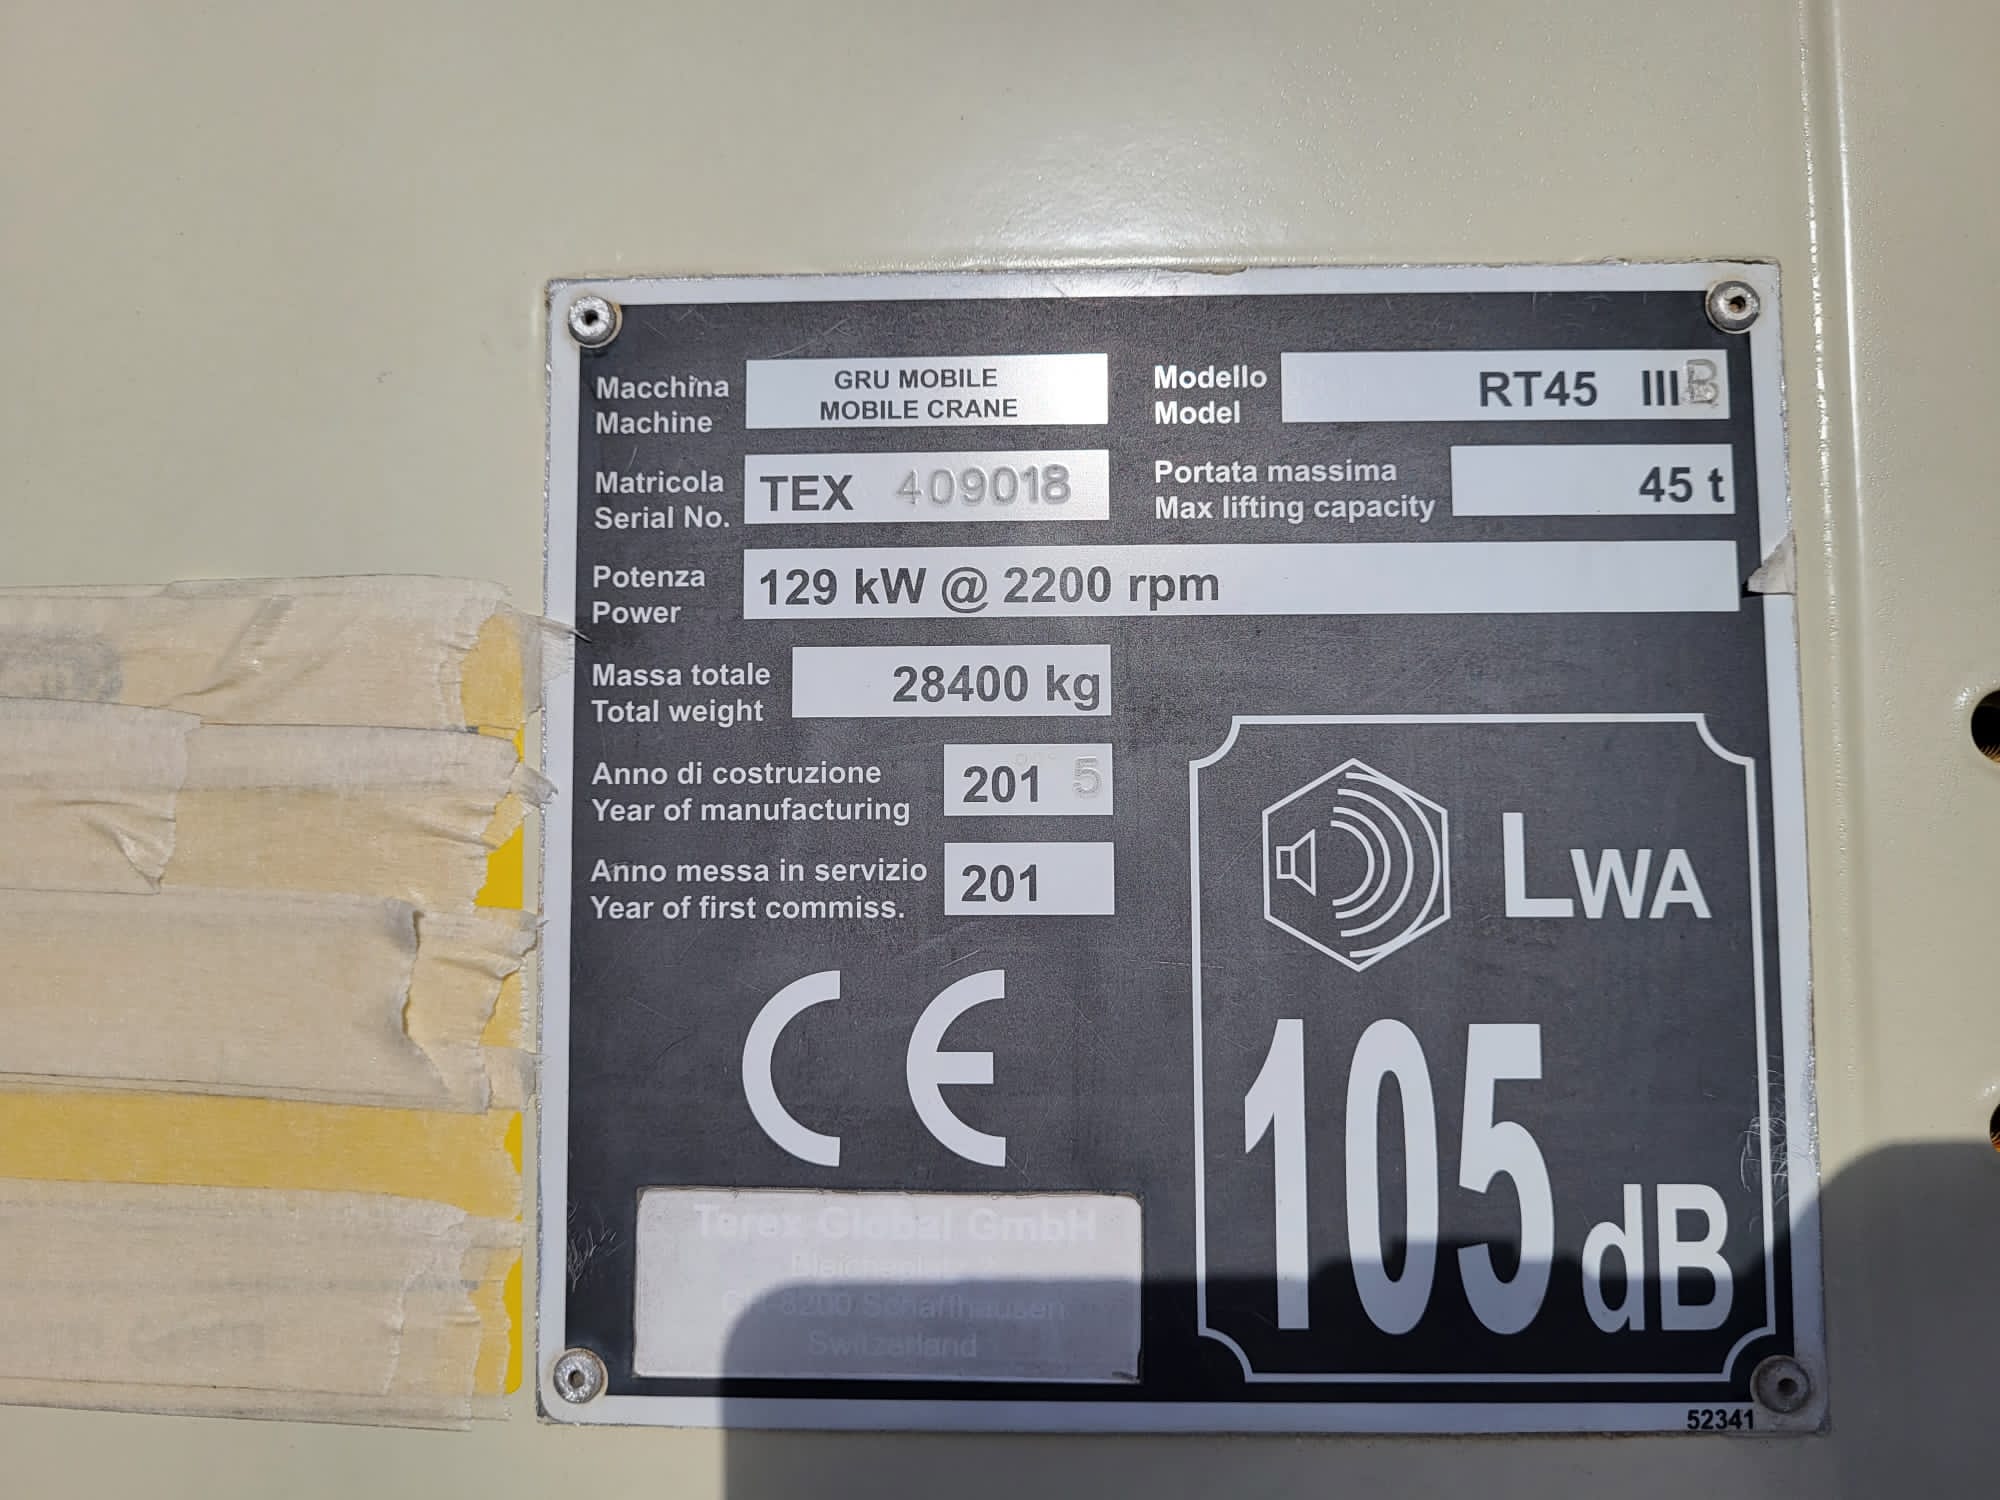 Macchina
Machine
GRU MOBILE
MOBILE CRANE
Modello
Model
RT45 IIIB
Matricola
Serial No.
TEX 409018
Portata massima
Max lifting capacity
45 t
Potenza
Power
129 kW @ 2200 rpm
Massa totale
Total weight
28400 kg
Anno di costruzione
Year of manufacturing
201 5
Anno messa in servizio
Year of first commiss.
201
CE
LWA
105 dB
Terex Global GmbH
CH-8200 Schaffhausen
Switzerland
52341